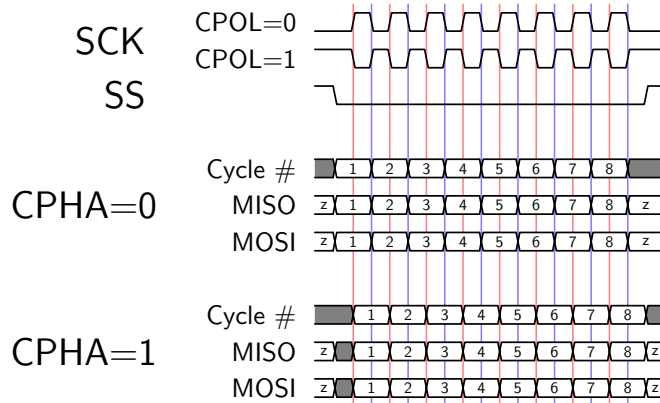 SCK
CPOL=0
CPOL=1
SS
CPHA=0
Cycle # 1 2 3 4 5 6 7 8
MISO z 1 2 3 4 5 6 7 8 z
MOSI z 1 2 3 4 5 6 7 8 z
CPHA=1
Cycle # 1 2 3 4 5 6 7 8
MISO z 1 2 3 4 5 6 7 8 z
MOSI z 1 2 3 4 5 6 7 8 z